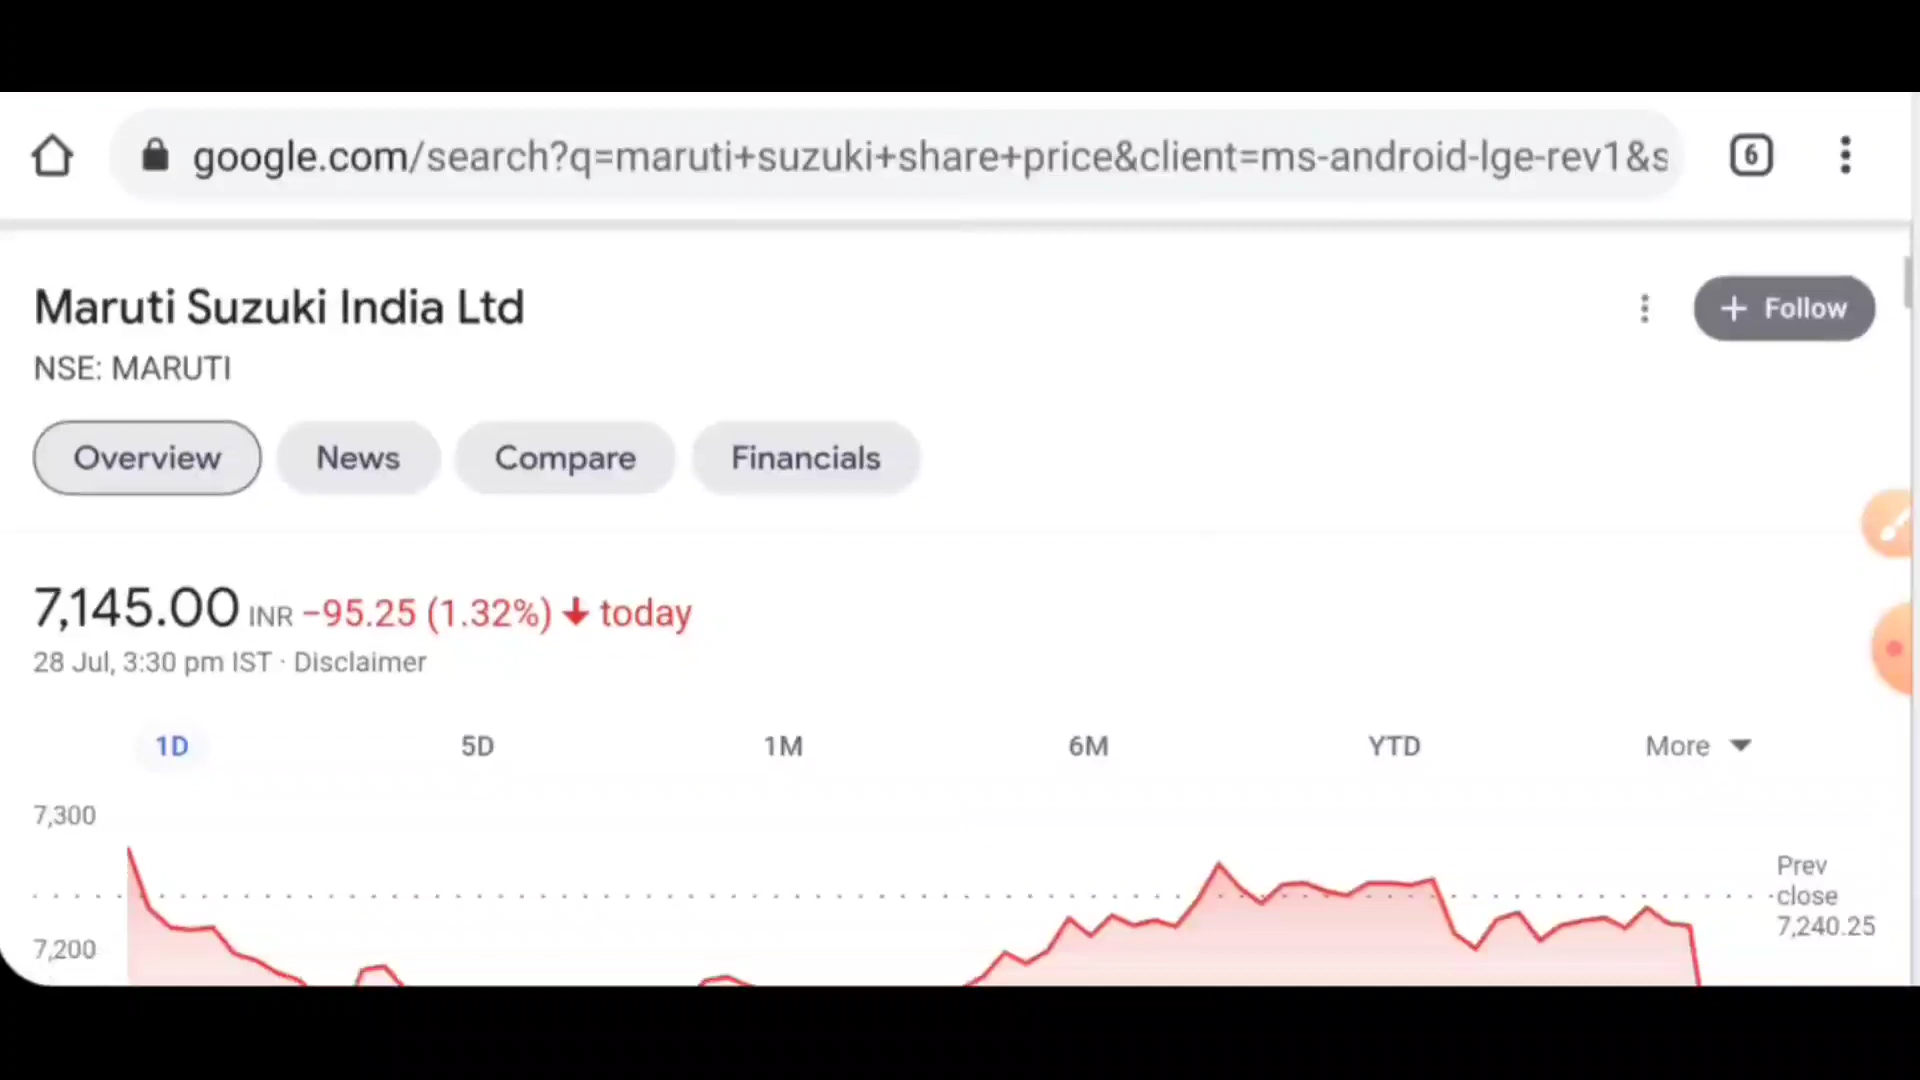 google.com/search?q=maruti+suzuki+share+price&client=ms-android-lge-rev1&s
6
Maruti Suzuki India Ltd
+ Follow
NSE: MARUTI
Overview News Compare Financials
7,145.00 INR −95.25 (1.32%) ↓ today
28 Jul, 3:30 pm IST · Disclaimer
1D 5D 1M 6M YTD More
7,300
Prev
close
7,240.25
7,200